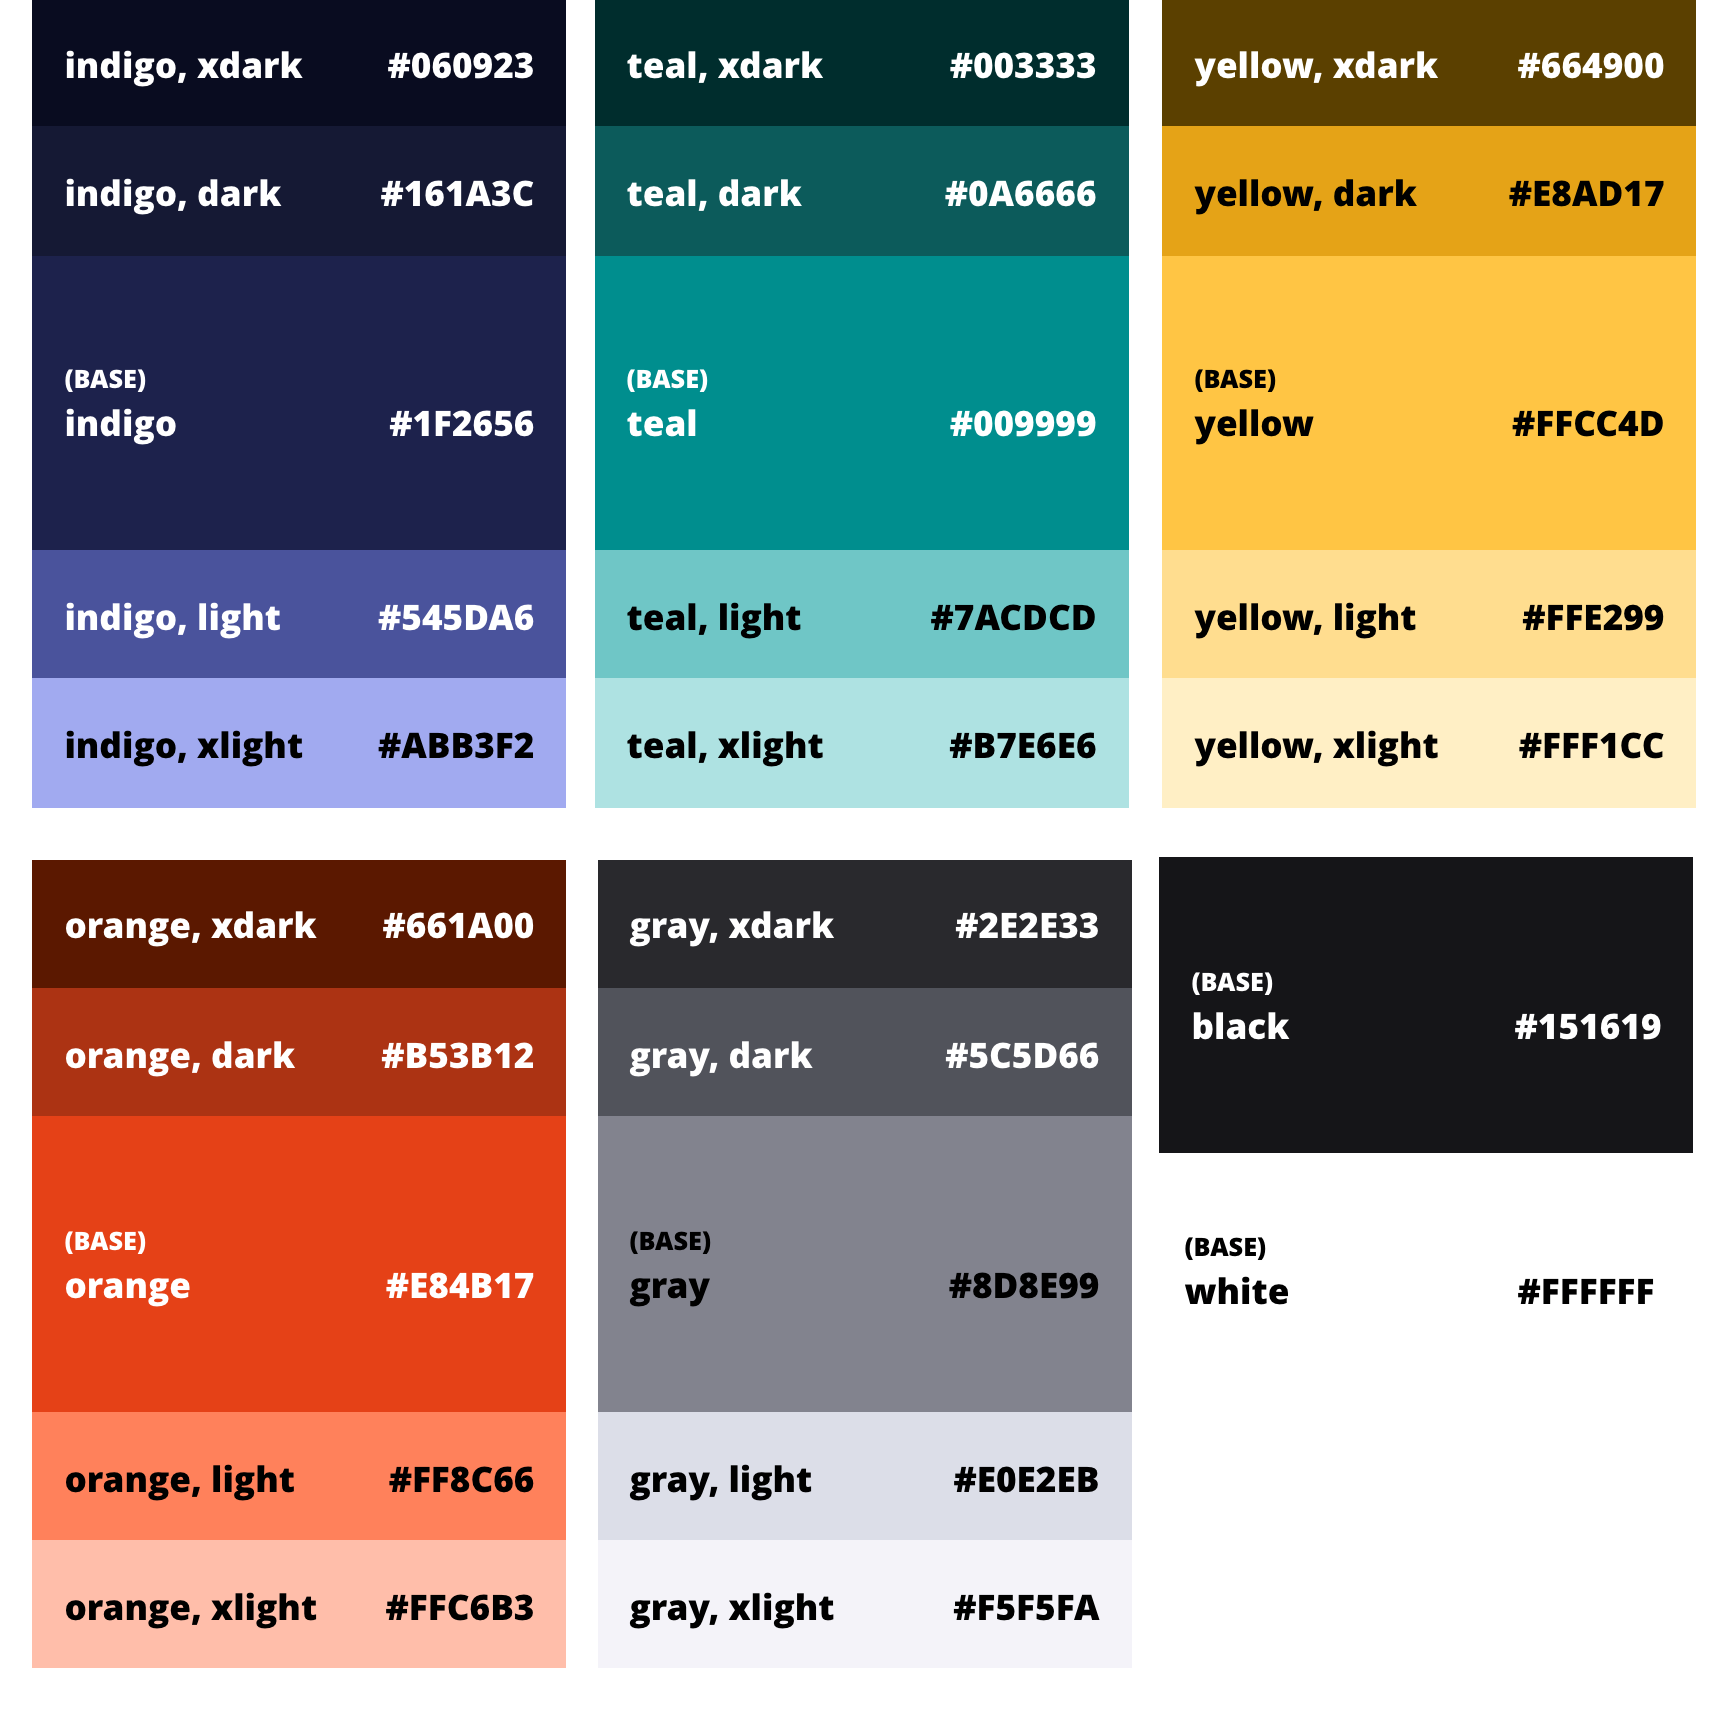 indigo, xdark #060923
indigo, dark #161A3C
(BASE)
indigo #1F2656
indigo, light #545DA6
indigo, xlight #ABB3F2
teal, xdark #003333
teal, dark #0A6666
(BASE)
teal #009999
teal, light #7ACDCD
teal, xlight #B7E6E6
yellow, xdark #664900
yellow, dark #E8AD17
(BASE)
yellow #FFCC4D
yellow, light #FFE299
yellow, xlight #FFF1CC
orange, xdark #661A00
orange, dark #B53B12
(BASE)
orange #E84B17
orange, light #FF8C66
orange, xlight #FFC6B3
gray, xdark #2E2E33
gray, dark #5C5D66
(BASE)
gray #8D8E99
gray, light #E0E2EB
gray, xlight #F5F5FA
(BASE)
black #151619
(BASE)
white #FFFFFF